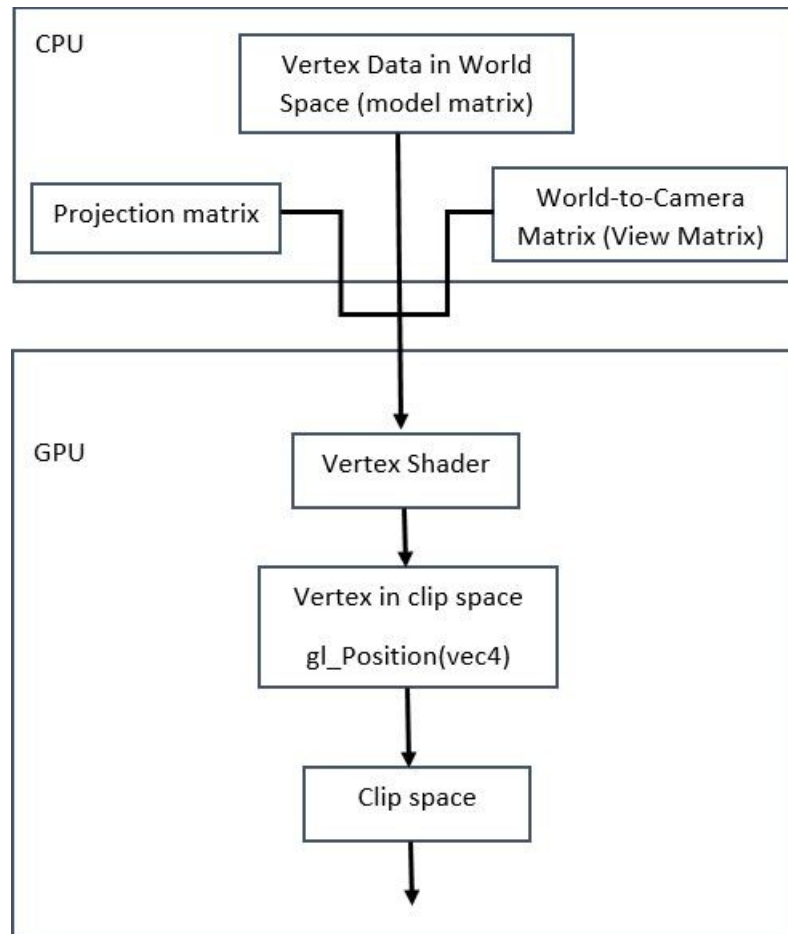 CPU
Vertex Data in World
Space (model matrix)
Projection matrix
World-to-Camera
Matrix (View Matrix)
GPU
Vertex Shader
Vertex in clip space
gl_Position(vec4)
Clip space